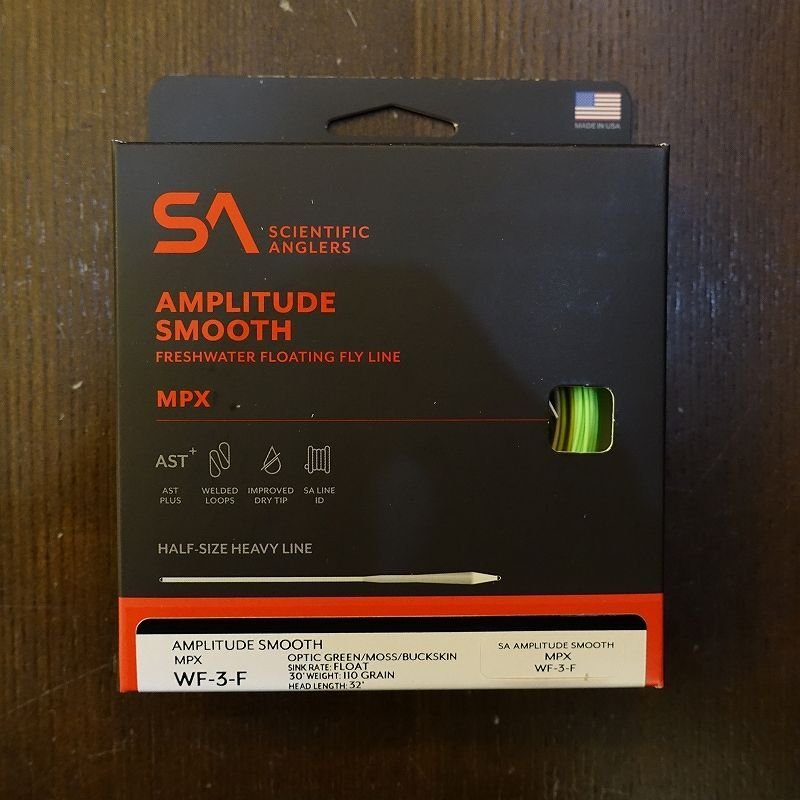 MADE IN USA
SA SCIENTIFIC
ANGLERS
AMPLITUDE
SMOOTH
FRESHWATER FLOATING FLY LINE
MPX
AST+
AST PLUS
WELDED LOOPS
IMPROVED DRY TIP
SA LINE ID
HALF-SIZE HEAVY LINE
AMPLITUDE SMOOTH
MPX
WF-3-F
OPTIC GREEN/MOSS/BUCKSKIN
SINK RATE: FLOAT
30' WEIGHT: 110 GRAIN
HEAD LENGTH: 32'
SA AMPLITUDE SMOOTH
MPX
WF-3-F